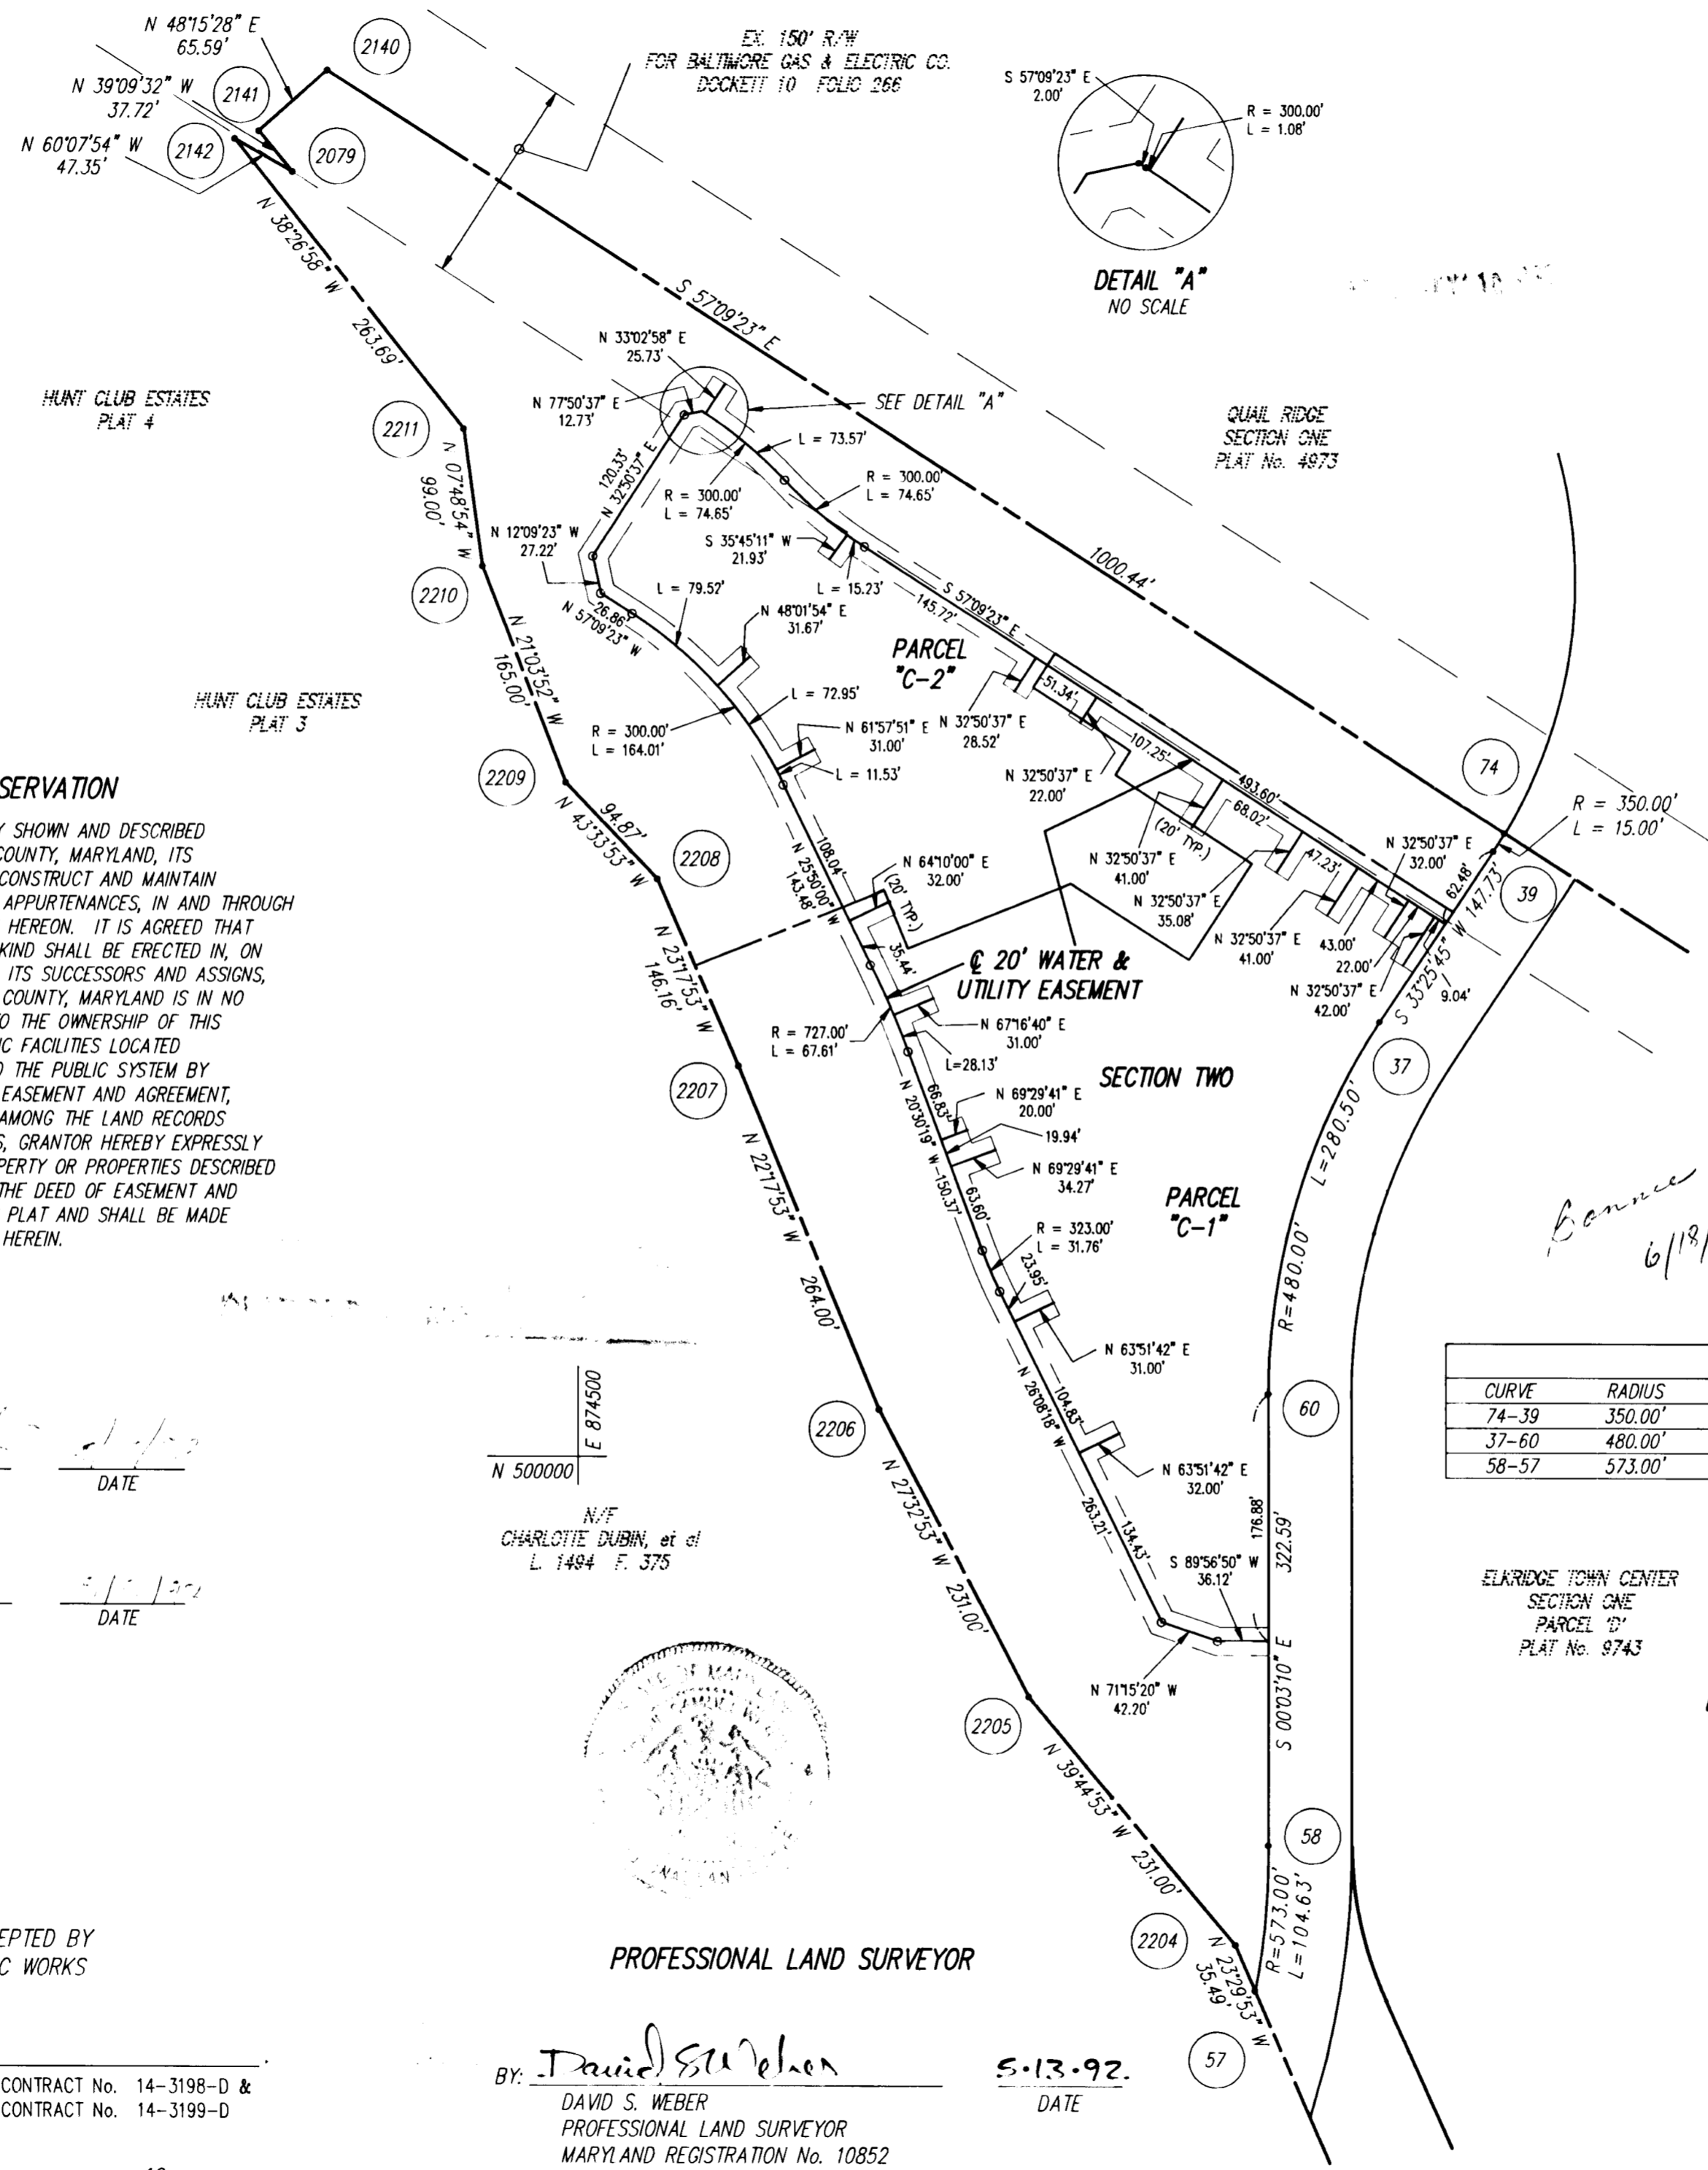 N 48°15'28" E
65.59'
2140
N 39°09'32" W
37.72'
2141
N 60°07'54" W
47.35'
2142
2079
EX. 150' R/W
FOR BALTIMORE GAS & ELECTRIC CO.
DOCKETT 10 FOLIO 266
S 57°09'23" E
2.00'
R = 300.00'
L = 1.08'
DETAIL "A"
NO SCALE
N 38°26'58" W
263.69'
S 57°09'23" E
1000.44'
N 33°02'58" E
25.73'
N 77°50'37" E
12.73'
SEE DETAIL "A"
HUNT CLUB ESTATES
PLAT 4
QUAIL RIDGE
SECTION ONE
PLAT No. 4973
2211
N 07°48'54" W
99.00'
120.33'
N 32°50'37" E
L = 73.57'
R = 300.00'
L = 74.65'
R = 300.00'
L = 74.65'
N 12°09'23" W
27.22'
S 35°45'11" W
21.93'
2210
L = 79.52'
L = 15.23'
S 57°09'23" E
145.72'
26.86'
N 57°09'23" W
N 48°01'54" E
31.67'
N 21°03'52" W
165.00'
PARCEL
"C-2"
HUNT CLUB ESTATES
PLAT 3
L = 72.95'
51.34'
R = 300.00'
L = 164.01'
N 61°57'51" E
31.00'
N 32°50'37" E
28.52'
107.25'
L = 11.53'
N 32°50'37" E
22.00'
493.60'
74
2209
R = 350.00'
L = 15.00'
SERVATION
94.87'
N 43°33'53" W
68.02'
(20' TYP.)
Y SHOWN AND DESCRIBED
COUNTY, MARYLAND, ITS
CONSTRUCT AND MAINTAIN
APPURTENANCES, IN AND THROUGH
HEREON. IT IS AGREED THAT
KIND SHALL BE ERECTED IN, ON
ITS SUCCESSORS AND ASSIGNS,
COUNTY, MARYLAND IS IN NO
O THE OWNERSHIP OF THIS
IC FACILITIES LOCATED
D THE PUBLIC SYSTEM BY
EASEMENT AND AGREEMENT,
AMONG THE LAND RECORDS
S, GRANTOR HEREBY EXPRESSLY
PERTY OR PROPERTIES DESCRIBED
THE DEED OF EASEMENT AND
PLAT AND SHALL BE MADE
HEREIN.
2208
108.04'
N 25°50'00" W
143.48'
N 64°10'00" E
32.00'
(20' TYP.)
N 32°50'37" E
41.00'
47.23'
N 32°50'37" E
32.00'
62.48'
39
N 32°50'37" E
35.08'
N 32°50'37" E
41.00'
43.00'
22.00'
S 33°25'45" W 147.73'
N 32°50'37" E
42.00'
9.04'
N 23°17'53" W
146.16'
35.44'
℄ 20' WATER &
UTILITY EASEMENT
R = 727.00'
L = 67.61'
N 67°16'40" E
31.00'
L=28.13'
37
2207
SECTION TWO
66.83'
N 69°29'41" E
20.00'
19.94'
N 20°30'19" W
150.37'
N 69°29'41" E
34.27'
L=280.50'
R=480.00'
N 22°17'53" W
264.00'
63.60'
PARCEL
"C-1"
R = 323.00'
L = 31.76'
23.95'
Bonnie
6/18/
N 63°51'42" E
31.00'
E 874500
N 500000
CURVE RADIUS
74-39 350.00'
37-60 480.00'
58-57 573.00'
2206
N 26°08'18" W
263.21'
104.83'
60
N 63°51'42" E
32.00'
DATE
N/F
CHARLOTTE DUBIN, et al
L. 1494 F. 375
N 27°32'53" W
231.00'
134.43'
176.88'
322.59'
S 89°56'50" W
36.12'
ELKRIDGE TOWN CENTER
SECTION ONE
PARCEL 'D'
PLAT No. 9743
DATE
S 00°03'10" E
N 71°15'20" W
42.20'
2205
N 39°44'53" W
231.00'
58
R=573.00'
L=104.63'
2204
N 23°29'53" W
35.49'
EPTED BY
C WORKS
PROFESSIONAL LAND SURVEYOR
57
CONTRACT No. 14-3198-D &
CONTRACT No. 14-3199-D
BY: David S. Weber
5·13·92.
DAVID S. WEBER
DATE
PROFESSIONAL LAND SURVEYOR
MARYLAND REGISTRATION No. 10852